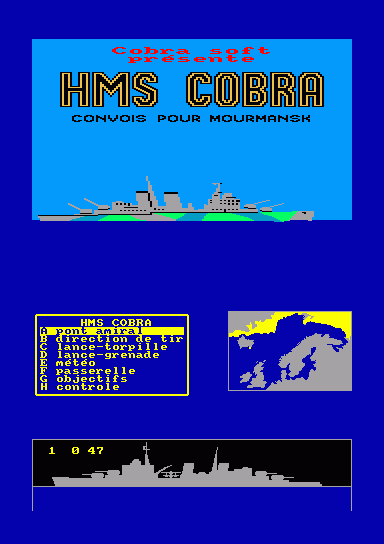 Cobra soft
présente
HMS COBRA
CONVOIS POUR MOURMANSK
HMS COBRA
A pont amiral
B direction de tir
C lance-torpille
D lance-grenade
E météo
F passerelle
G objectifs
H controle
1 0 47